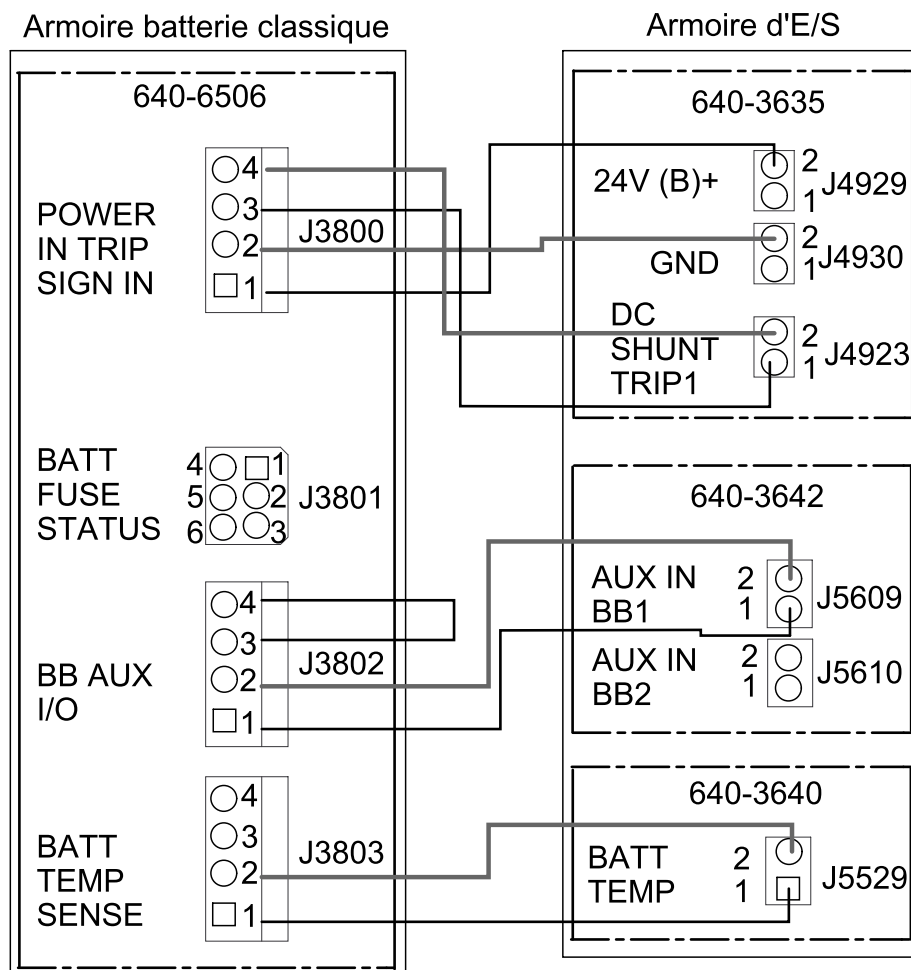 Armoire batterie classique
640-6506
POWER
IN TRIP
SIGN IN
4
3
2
1
J3800
BATT
FUSE
STATUS
4
5
6
1
2
3
J3801
BB AUX
I/O
4
3
2
1
J3802
BATT
TEMP
SENSE
4
3
2
1
J3803
Armoire d'E/S
640-3635
24V (B)+
2
1
J4929
GND
2
1
J4930
DC
SHUNT
TRIP1
2
1
J4923
640-3642
AUX IN
BB1
2
1
J5609
AUX IN
BB2
2
1
J5610
640-3640
BATT
TEMP
2
1
J5529